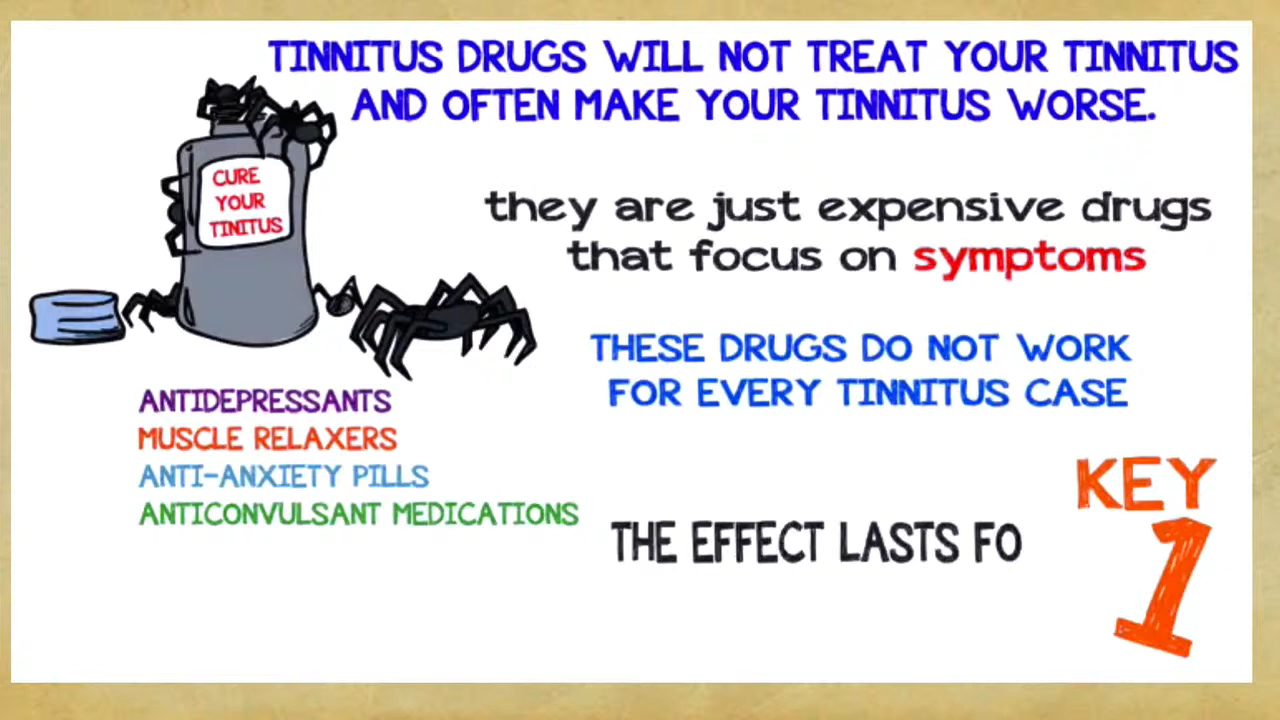 TINNITUS DRUGS WILL NOT TREAT YOUR TINNITUS
AND OFTEN MAKE YOUR TINNITUS WORSE.
CURE
YOUR
TINITUS
they are just expensive drugs
that focus on symptoms
THESE DRUGS DO NOT WORK
FOR EVERY TINNITUS CASE
ANTIDEPRESSANTS
MUSCLE RELAXERS
ANTI-ANXIETY PILLS
ANTICONVULSANT MEDICATIONS
THE EFFECT LASTS FO
KEY
1